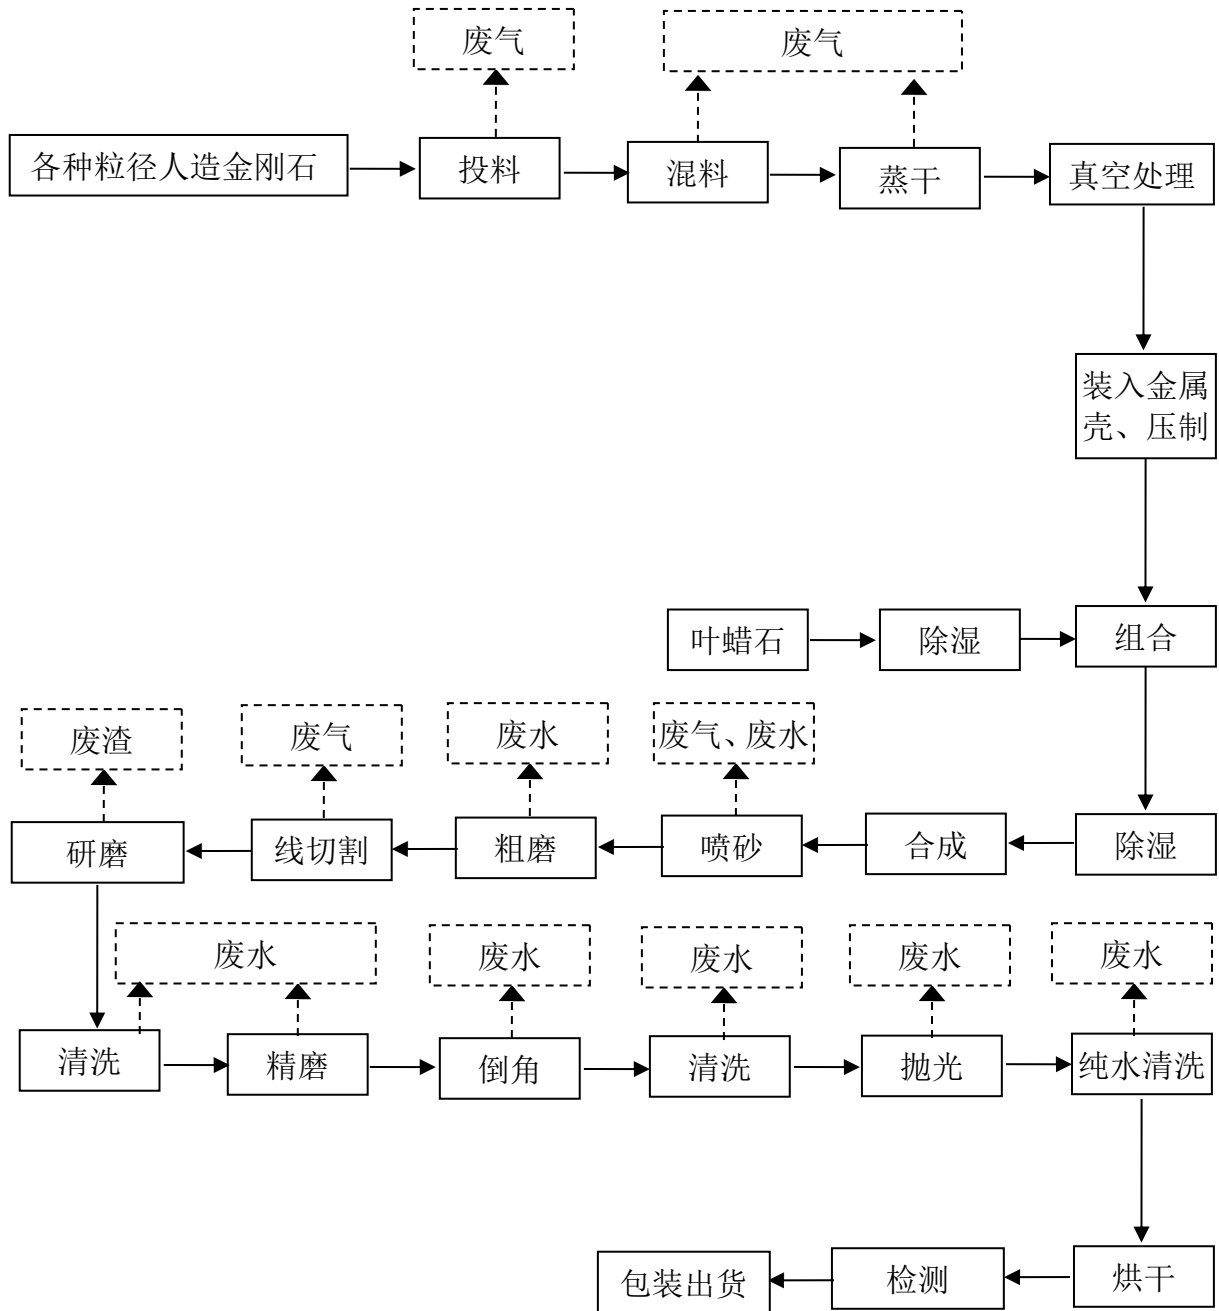 废气
废气
各种粒径人造金刚石
投料
混料
蒸干
真空处理
装入金属
壳、压制
叶蜡石
除湿
组合
废渣
废气
废水
废气、废水
研磨
线切割
粗磨
喷砂
合成
除湿
废水
废水
废水
废水
废水
清洗
精磨
倒角
清洗
抛光
纯水清洗
包装出货
检测
烘干